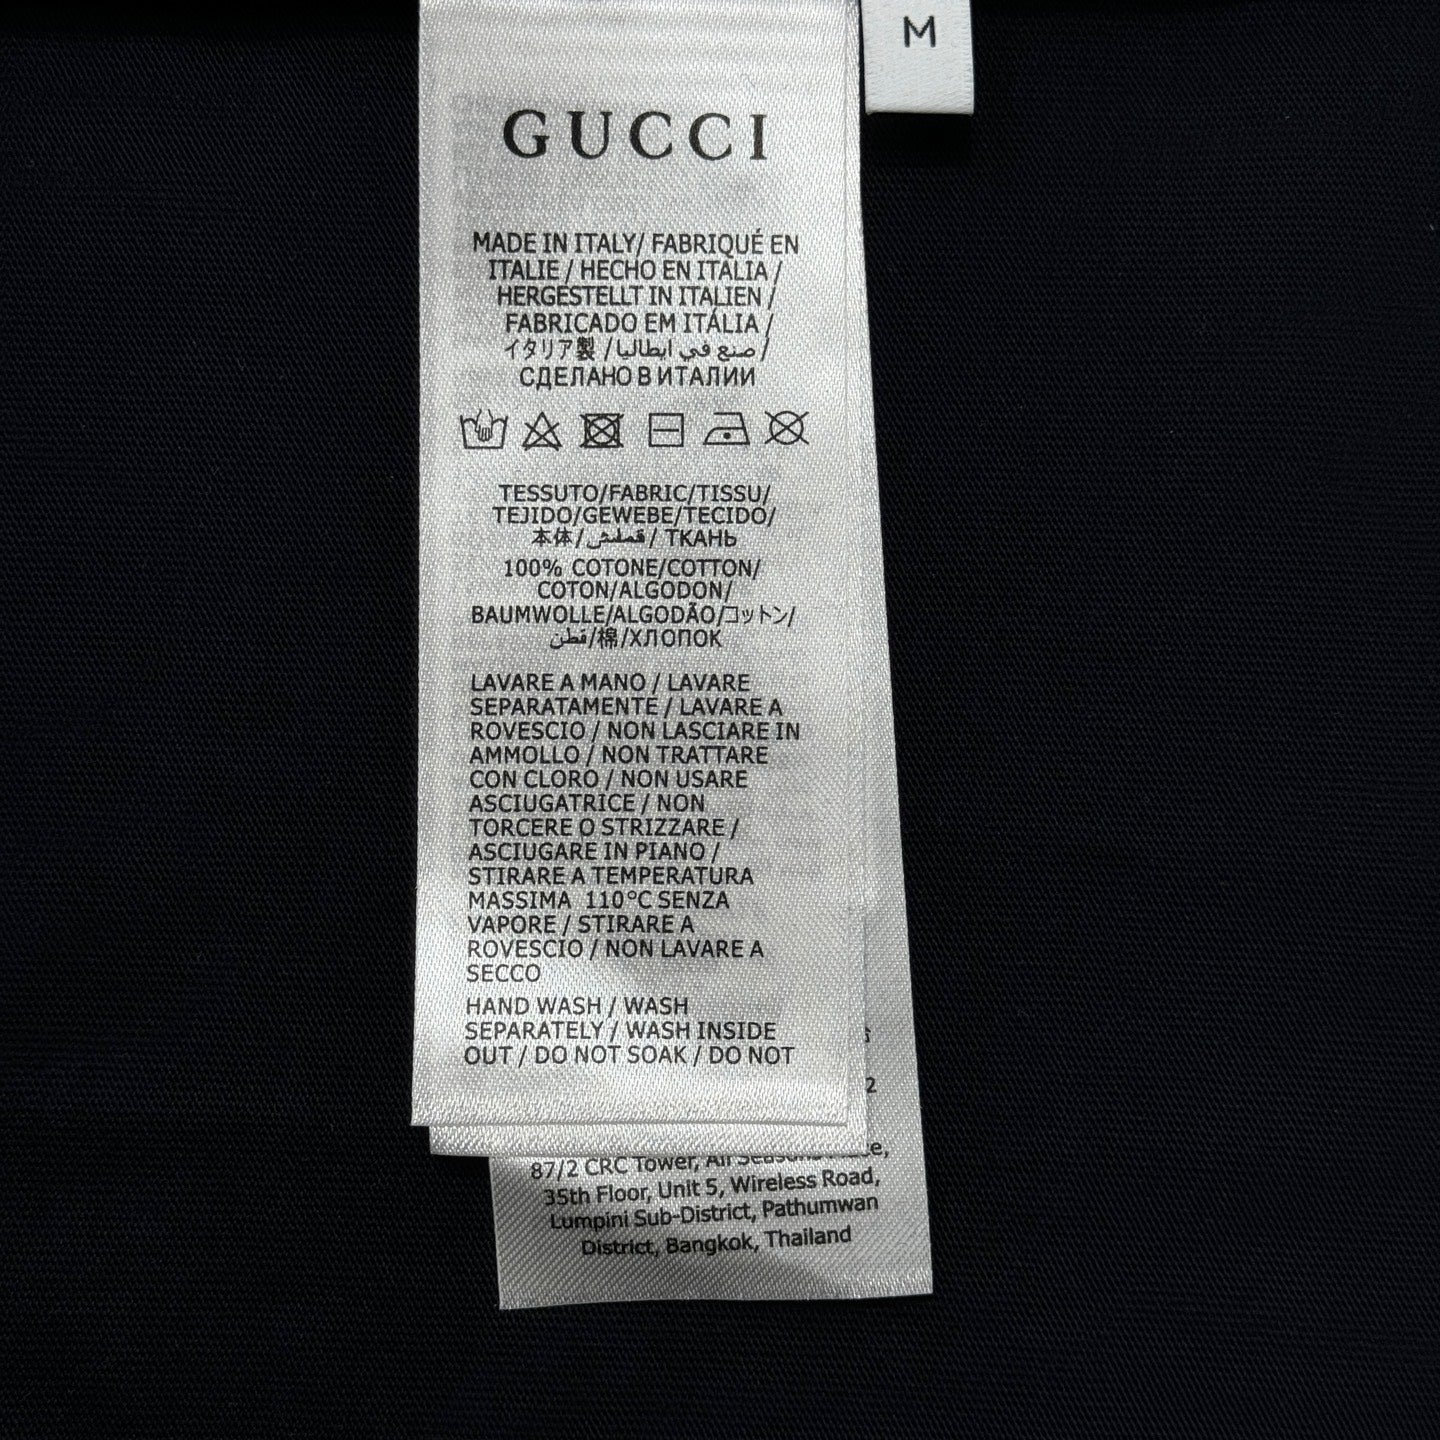 M
GUCCI
MADE IN ITALY/ FABRIQUÉ EN
ITALIE / HECHO EN ITALIA /
HERGESTELLT IN ITALIEN /
FABRICADO EM ITÁLIA /
イタリア製 / صنع في ايطاليا /
СДЕЛАНО В ИТАЛИИ
TESSUTO/FABRIC/TISSU/
TEJIDO/GEWEBE/TECIDO/
本体/ قملش / ТКАНЬ
100% COTONE/COTTON/
COTON/ALGODON/
BAUMWOLLE/ALGODÃO/コットン/
قطن/棉/ХЛОПОК
LAVARE A MANO / LAVARE
SEPARATAMENTE / LAVARE A
ROVESCIO / NON LASCIARE IN
AMMOLLO / NON TRATTARE
CON CLORO / NON USARE
ASCIUGATRICE / NON
TORCERE O STRIZZARE /
ASCIUGARE IN PIANO /
STIRARE A TEMPERATURA
MASSIMA 110°C SENZA
VAPORE / STIRARE A
ROVESCIO / NON LAVARE A
SECCO
HAND WASH / WASH
SEPARATELY / WASH INSIDE
OUT / DO NOT SOAK / DO NOT
2
87/2 CRC Tower, All Seasons
35th Floor, Unit 5, Wireless Road,
Lumpini Sub-District, Pathumwan
District, Bangkok, Thailand